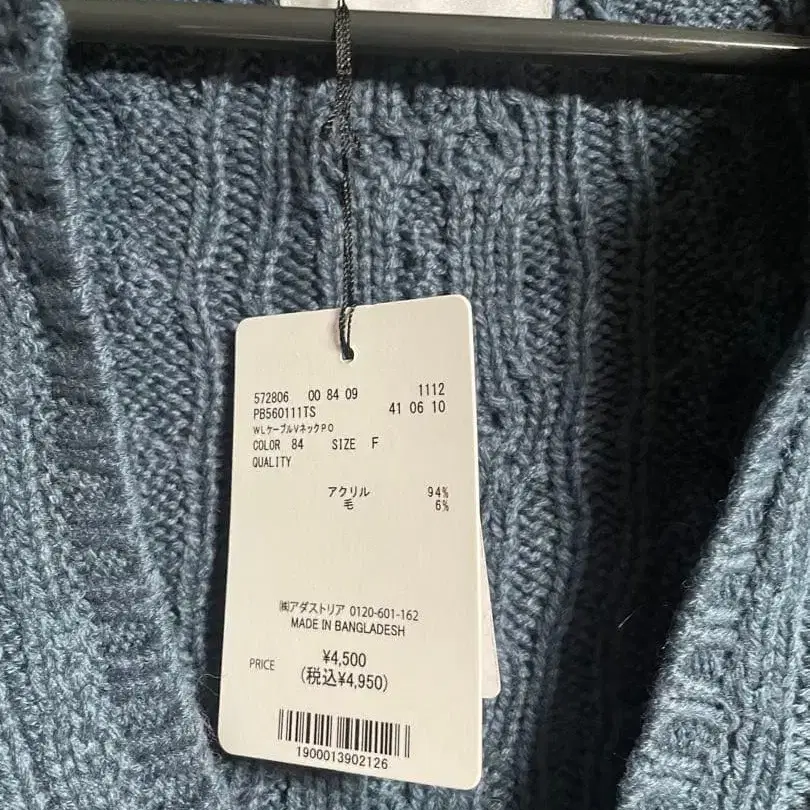 572806 00 84 09 1112
PB560111TS 41 06 10
WLケーブルVネックPO
COLOR 84 SIZE F
QUALITY
アクリル 94%
毛 6%
㈱アダストリア 0120-601-162
MADE IN BANGLADESH
PRICE ¥4,500
(税込¥4,950)
1900013902126